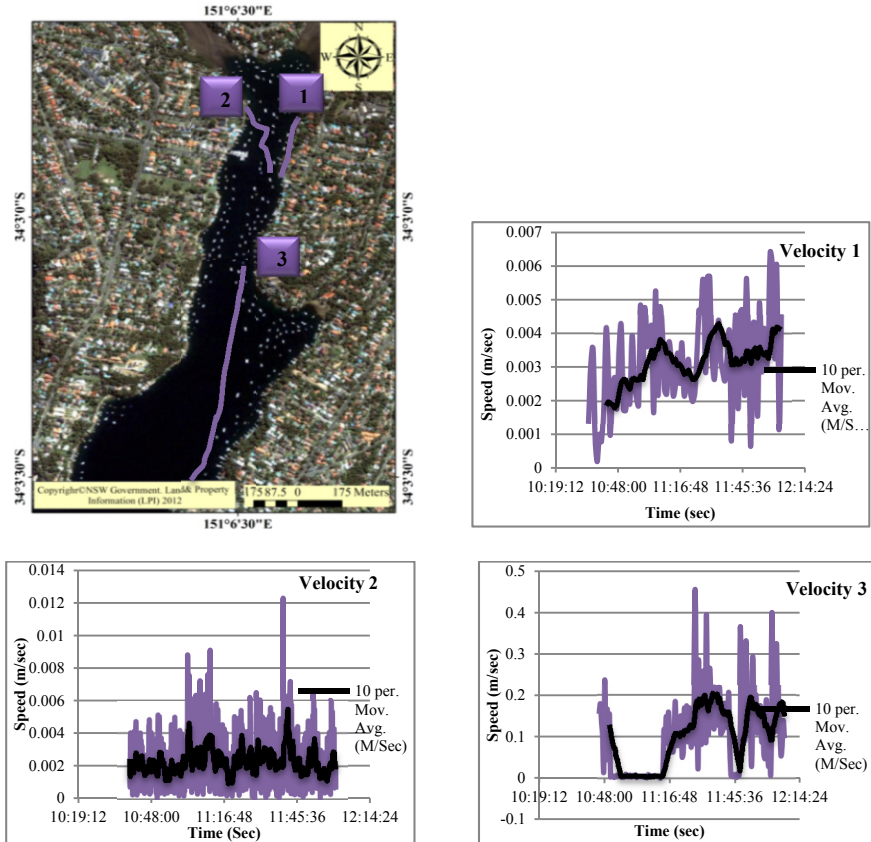 151°6'30"E
N
W E
S
2
1
3
34°3'0"S
34°3'0"S
34°3'30"S
34°3'30"S
Copyright©NSW Government. Land& Property
Information (LPI) 2012
175 87.5 0 175 Meters
151°6'30"E
Velocity 1
0.007
0.006
0.005
0.004
0.003
0.002
0.001
0
Speed (m/sec)
10:19:12 10:48:00 11:16:48 11:45:36 12:14:24
Time (sec)
10 per.
Mov.
Avg.
(M/S...
Velocity 2
0.014
0.012
0.01
0.008
0.006
0.004
0.002
0
Speed (m/sec)
10:19:12 10:48:00 11:16:48 11:45:36 12:14:24
Time (Sec)
10 per.
Mov.
Avg.
(M/Sec)
Velocity 3
0.5
0.4
0.3
0.2
0.1
0
-0.1
Speed (m/sec)
10:19:12 10:48:00 11:16:48 11:45:36 12:14:24
Time (sec)
10 per.
Mov.
Avg.
(M/Sec)